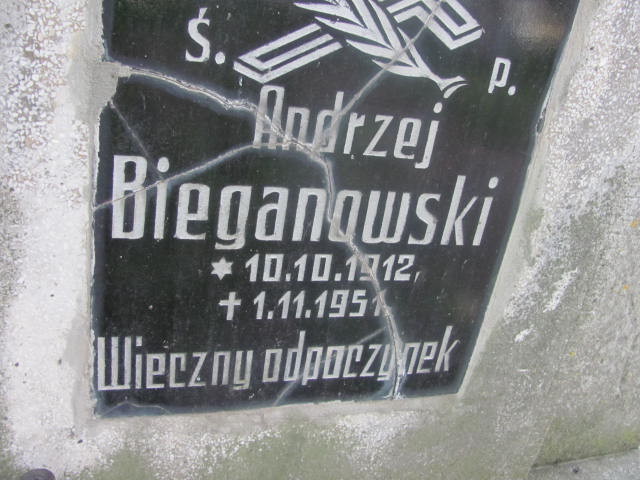 Ś. p.
Andrzej
Bieganowski
* 10.10.1912.
† 1.11.1951
Wieczny odpoczynek